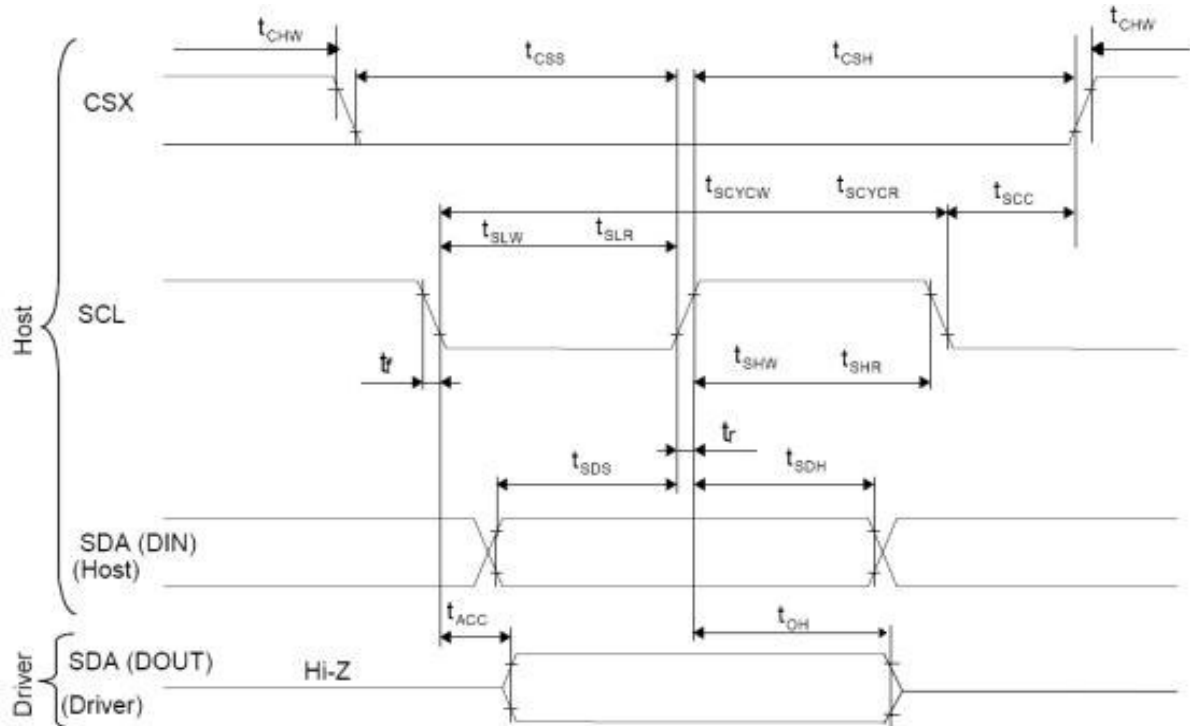 tCHW
tCHW
tCSS
tCSH
CSX
tSCYCW tSCYCR tSCC
tSLW tSLR
SCL
Host
tf
tSHW tSHR
tr
tSDS
tSDH
SDA (DIN)
(Host)
tACC
tOH
SDA (DOUT)
Hi-Z
Driver
(Driver)